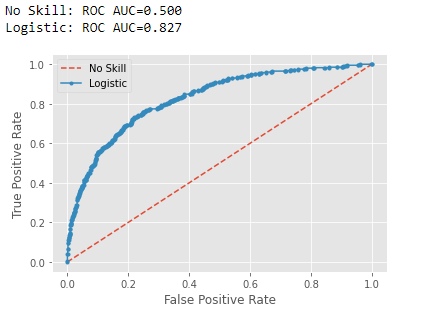 No Skill: ROC AUC=0.500
Logistic: ROC AUC=0.827
No Skill
Logistic
True Positive Rate
1.0
0.8
0.6
0.4
0.2
0.0
0.0 0.2 0.4 0.6 0.8 1.0
False Positive Rate